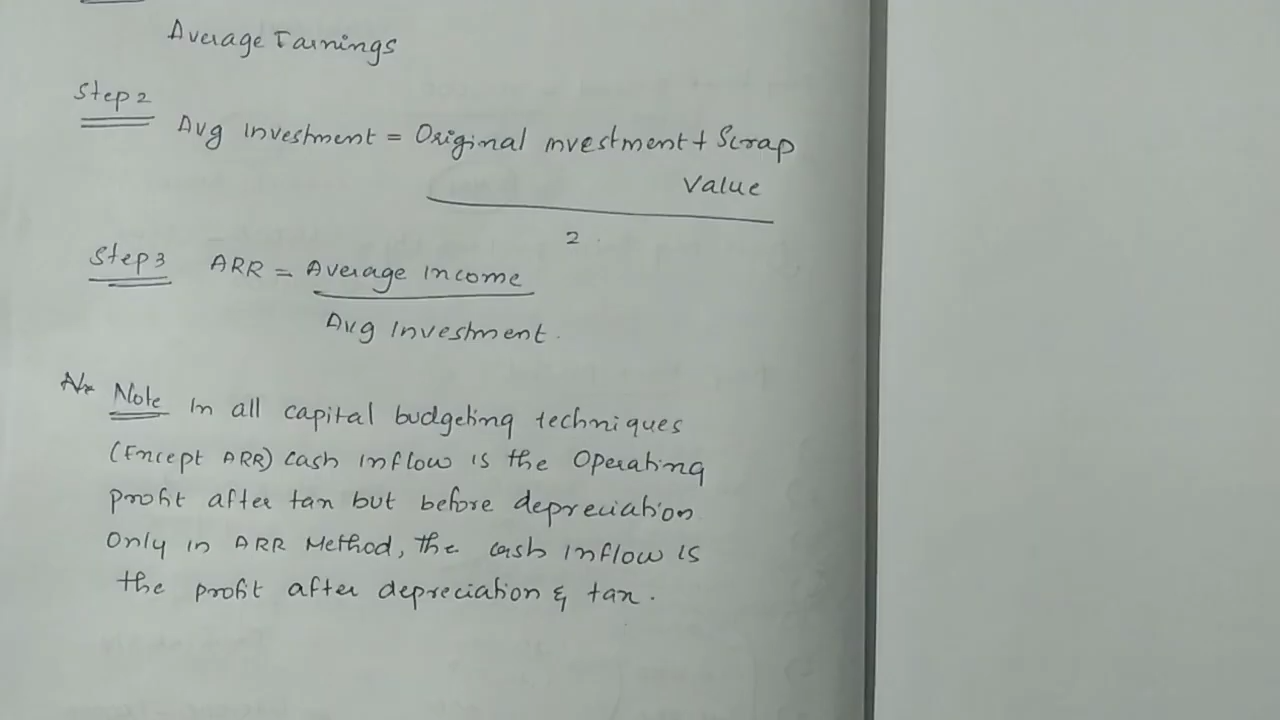 Average Earnings
Step 2
Avg Investment = Original nvestment + Scrap
Value
2
Step 3 ARR = Average Income
Avg Investment.
Note In all capital budgeting techniques
(Except ARR) cash inflow is the Operating
profit after tax but before depreciation
Only in ARR Method, the cash inflow is
the profit after depreciation & tax.